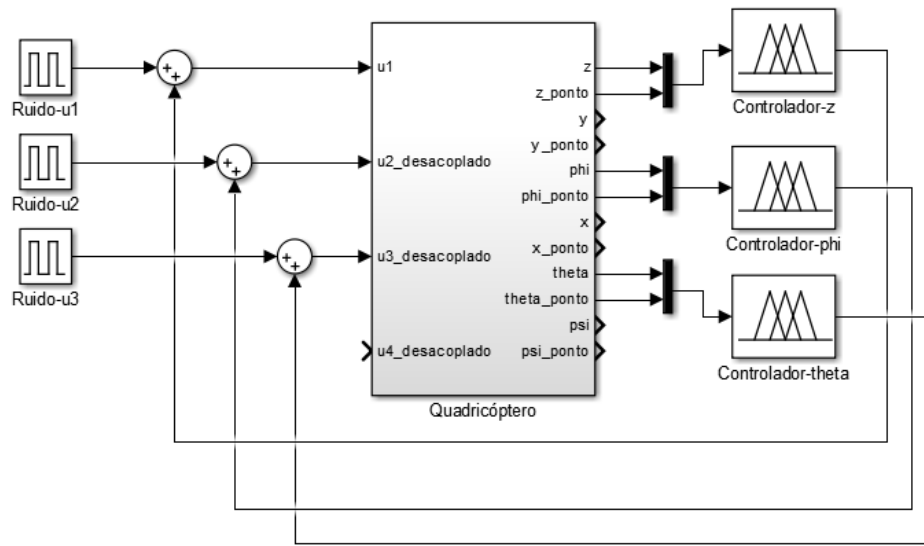 Ruido-u1
Ruido-u2
Ruido-u3
u1
u2_desacoplado
u3_desacoplado
u4_desacoplado
z
z_ponto
y
y_ponto
phi
phi_ponto
x
x_ponto
theta
theta_ponto
psi
psi_ponto
Quadricóptero
Controlador-z
Controlador-phi
Controlador-theta